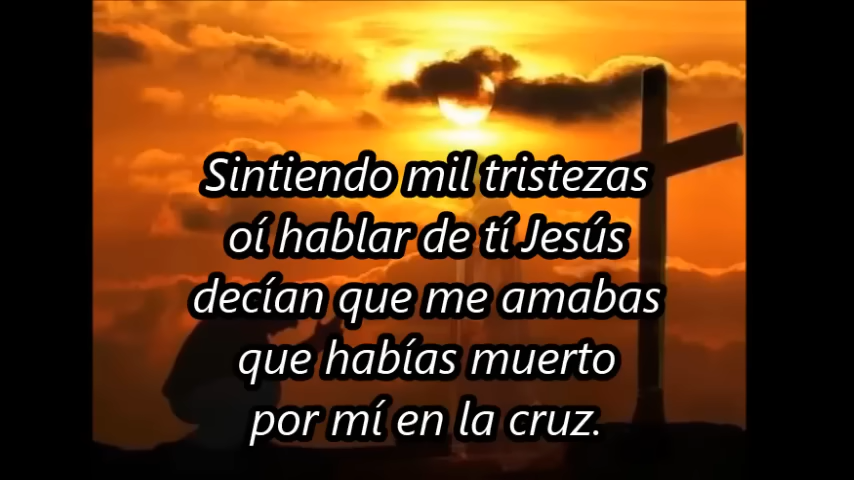 Sintiendo mil tristezas
oí hablar de tí Jesús
decían que me amabas
que habías muerto
por mí en la cruz.